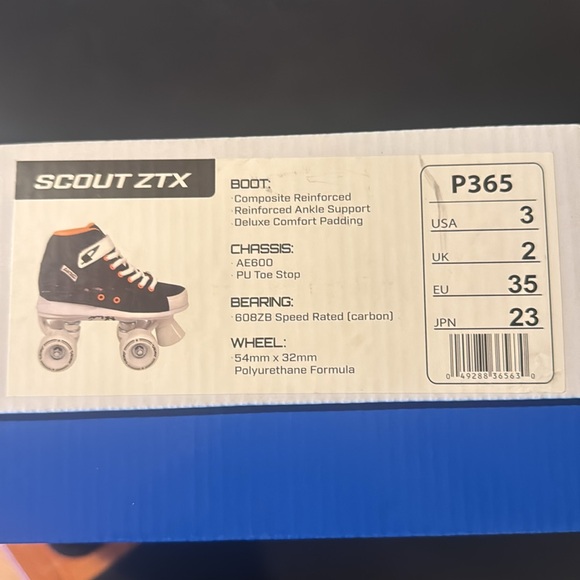 SCOUT ZTX
BOOT:
· Composite Reinforced
· Reinforced Ankle Support
· Deluxe Comfort Padding
CHASSIS:
· AE600
· PU Toe Stop
BEARING:
· 608ZB Speed Rated (carbon)
WHEEL:
· 54mm x 32mm
Polyurethane Formula
P365
USA 3
UK 2
EU 35
JPN 23
0 49288 36563 0